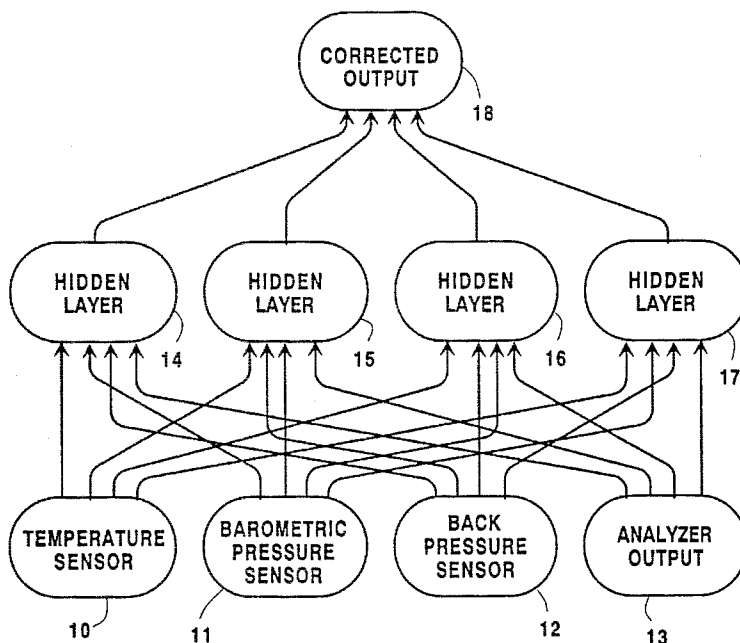 CORRECTED
OUTPUT
18
HIDDEN
LAYER
HIDDEN
LAYER
HIDDEN
LAYER
HIDDEN
LAYER
14
15
16
17
TEMPERATURE
SENSOR
BAROMETRIC
PRESSURE
SENSOR
BACK
PRESSURE
SENSOR
ANALYZER
OUTPUT
10
11
12
13